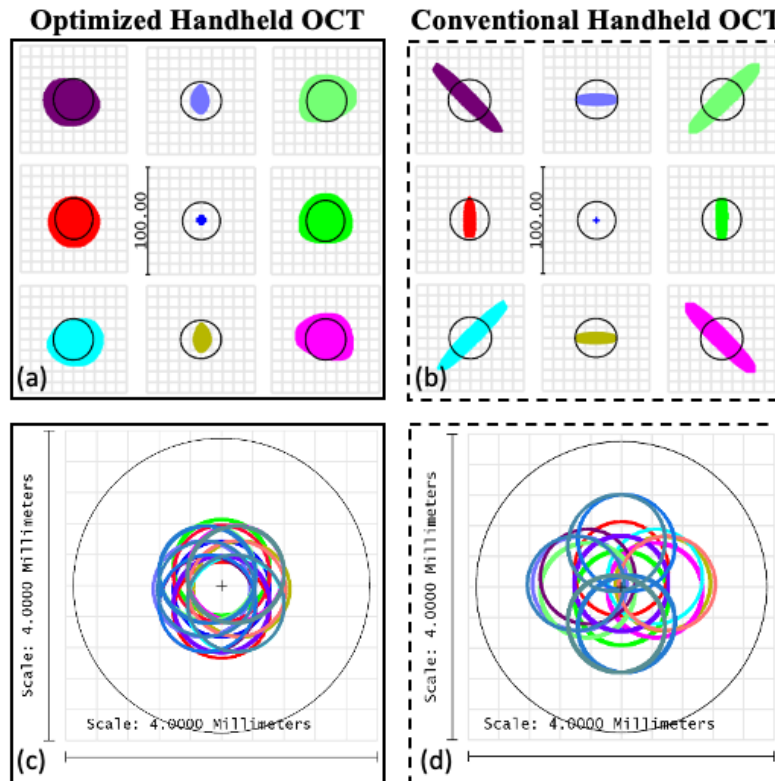 Optimized Handheld OCT
Conventional Handheld OCT
100.00
100.00
(a)
(b)
Scale: 4.0000 Millimeters
Scale: 4.0000 Millimeters
(c)
Scale: 4.0000 Millimeters
Scale: 4.0000 Millimeters
(d)